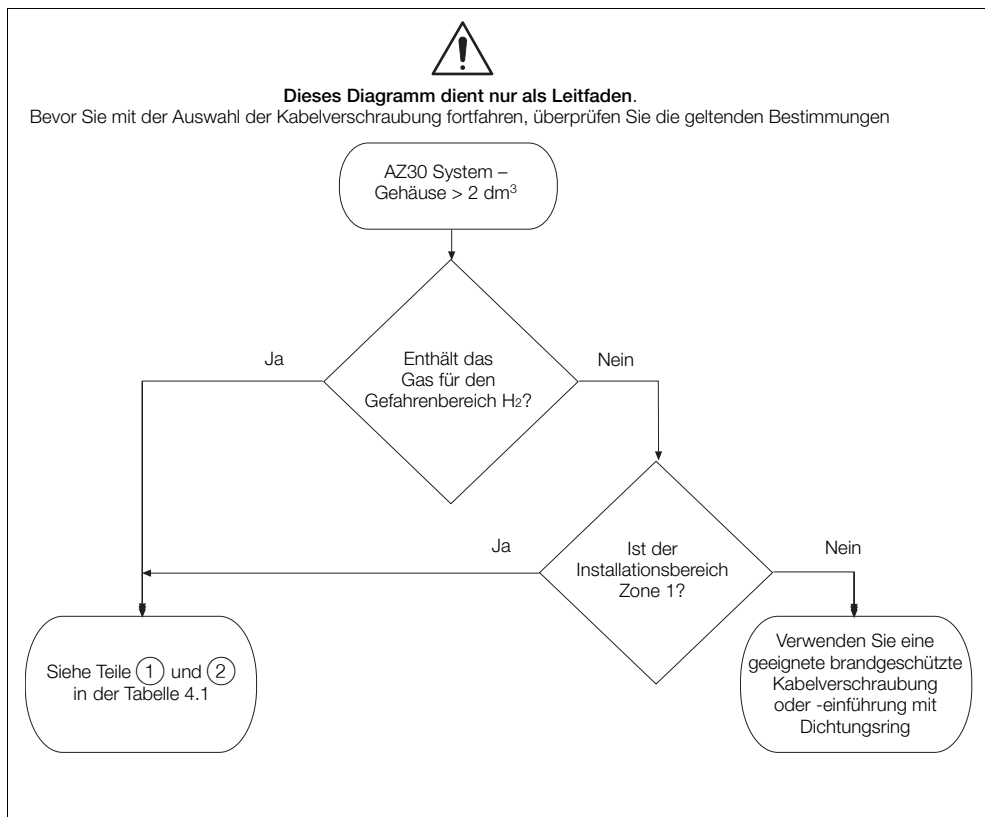 Dieses Diagramm dient nur als Leitfaden.
Bevor Sie mit der Auswahl der Kabelverschraubung fortfahren, überprüfen Sie die geltenden Bestimmungen
AZ30 System –
Gehäuse > 2 dm³
Ja
Enthält das
Gas für den
Gefahrenbereich H₂?
Nein
Ja
Ist der
Installationsbereich
Zone 1?
Nein
Siehe Teile ① und ②
in der Tabelle 4.1
Verwenden Sie eine
geeignete brandgeschützte
Kabelverschraubung
oder -einführung mit
Dichtungsring